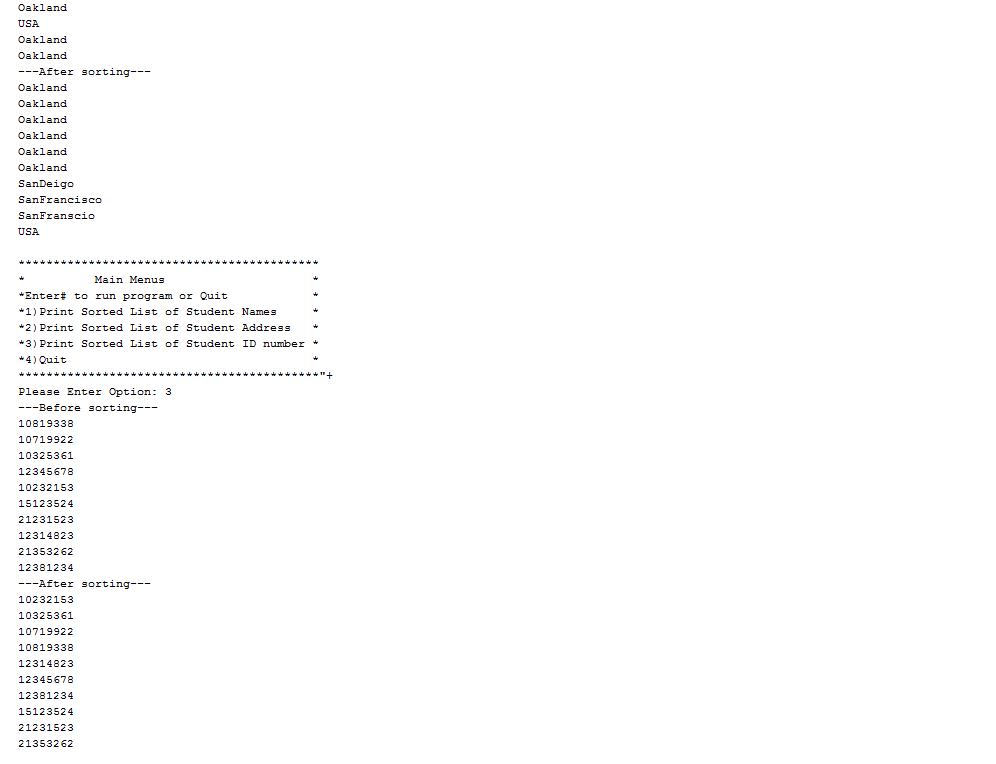 Oakland
USA
Oakland
Oakland
---After sorting---
Oakland
Oakland
Oakland
Oakland
Oakland
Oakland
SanDeigo
SanFrancisco
SanFranscio
USA
*******************************************
*          Main Menus                     *
*Enter# to run program or Quit            *
*1)Print Sorted List of Student Names     *
*2)Print Sorted List of Student Address   *
*3)Print Sorted List of Student ID number *
*4)Quit                                   *
*******************************************"+
Please Enter Option: 3
---Before sorting---
10819338
10719922
10325361
12345678
10232153
15123524
21231523
12314823
21353262
12381234
---After sorting---
10232153
10325361
10719922
10819338
12314823
12345678
12381234
15123524
21231523
21353262